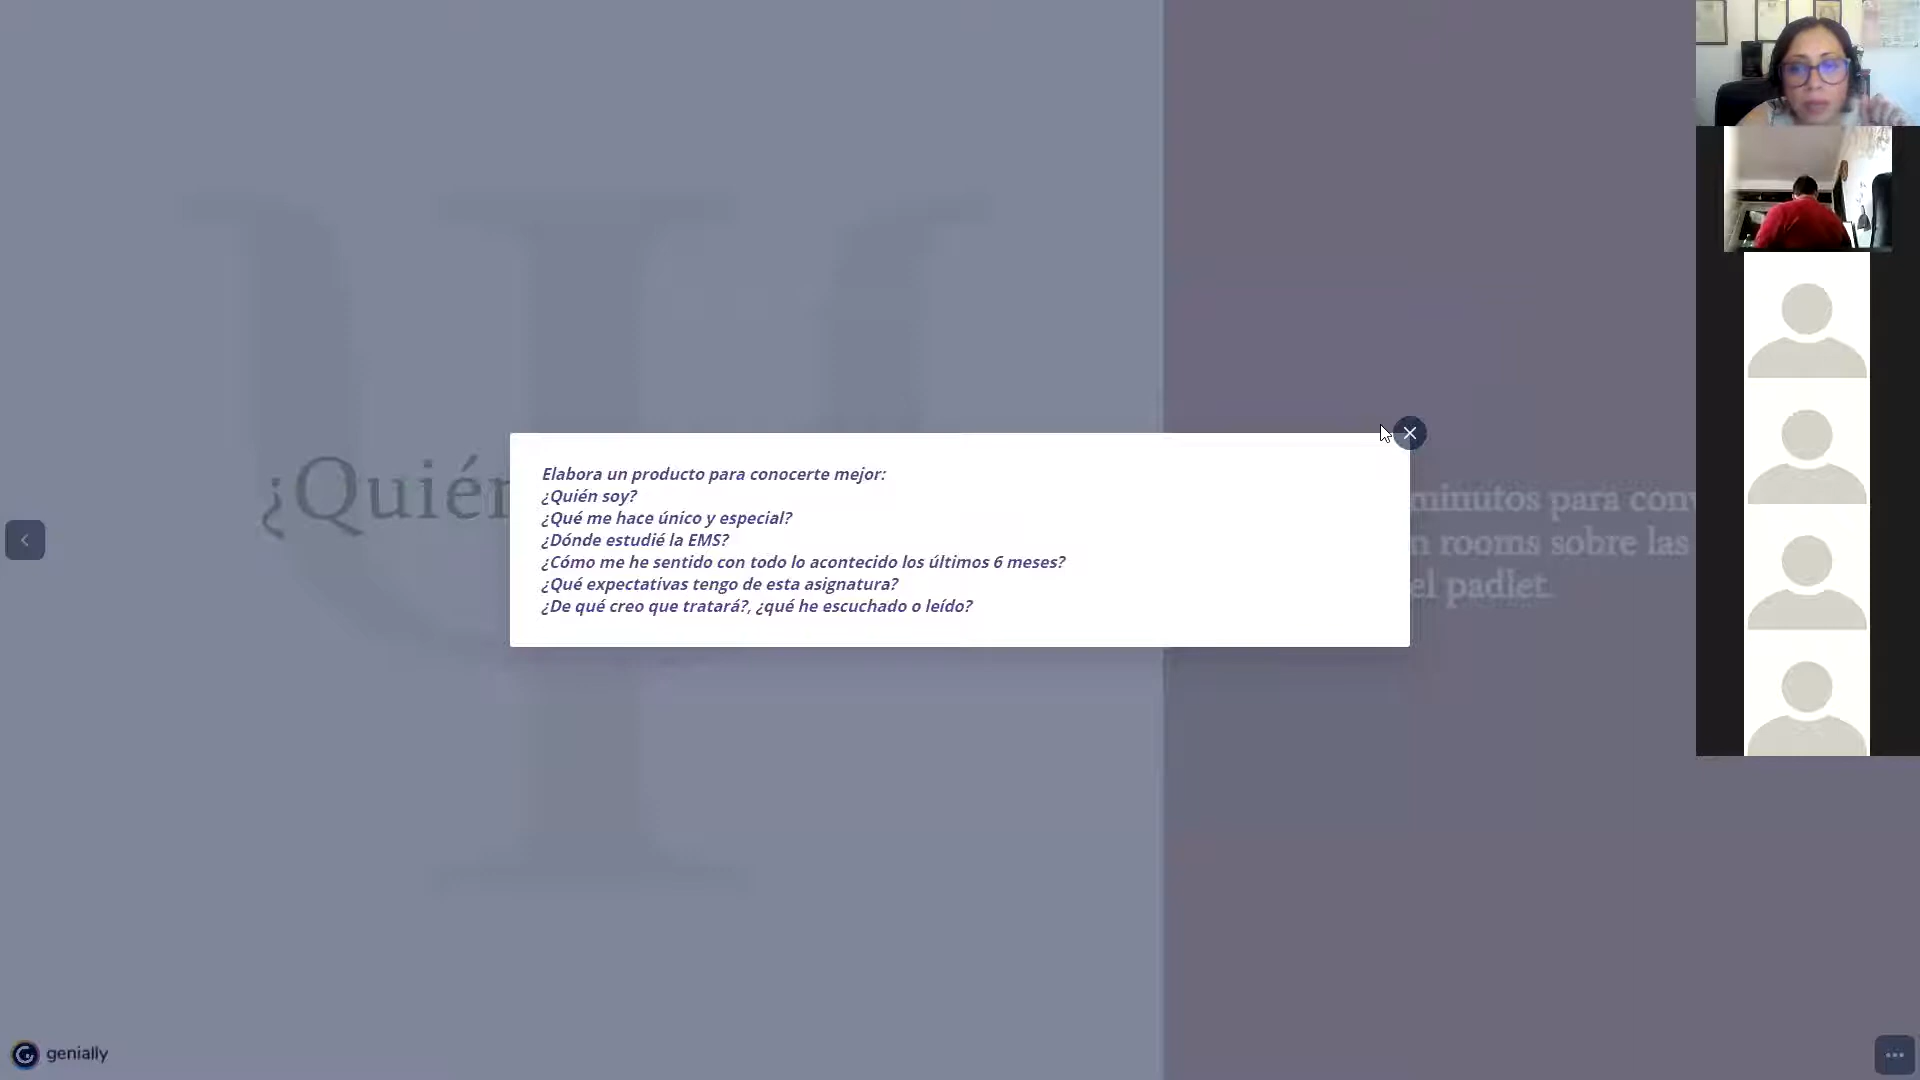 ¿Quién
Elabora un producto para conocerte mejor:
¿Quién soy?
¿Qué me hace único y especial?
¿Dónde estudié la EMS?
¿Cómo me he sentido con todo lo acontecido los últimos 6 meses?
¿Qué expectativas tengo de esta asignatura?
¿De qué creo que tratará?, ¿qué he escuchado o leído?
minutos para conv
n rooms sobre las
el padlet.
genially